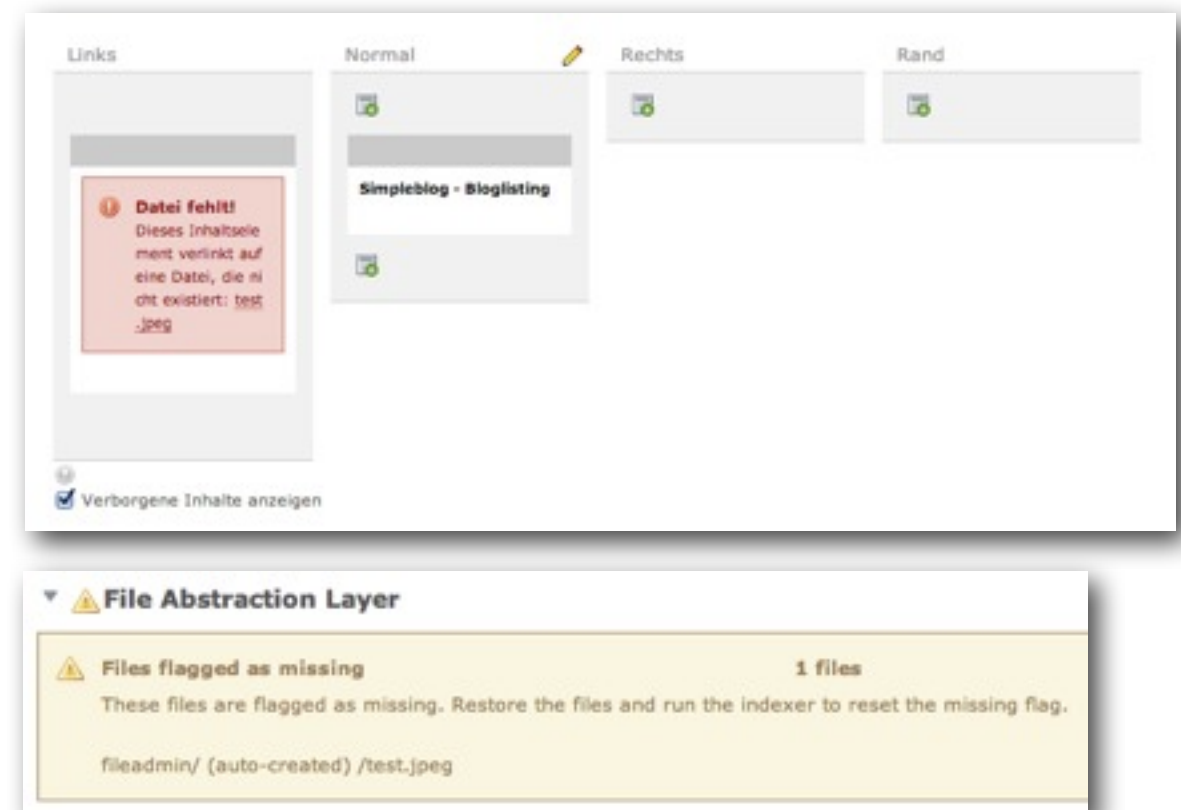 Links Normal Rechts Rand
Simpleblog - Bloglisting
Datei fehlt!
Dieses Inhaltsele
ment verlinkt auf
eine Datei, die ni
cht existiert: test
.jpeg
Verborgene Inhalte anzeigen
File Abstraction Layer
Files flagged as missing 1 files
These files are flagged as missing. Restore the files and run the indexer to reset the missing flag.
fileadmin/ (auto-created) /test.jpeg